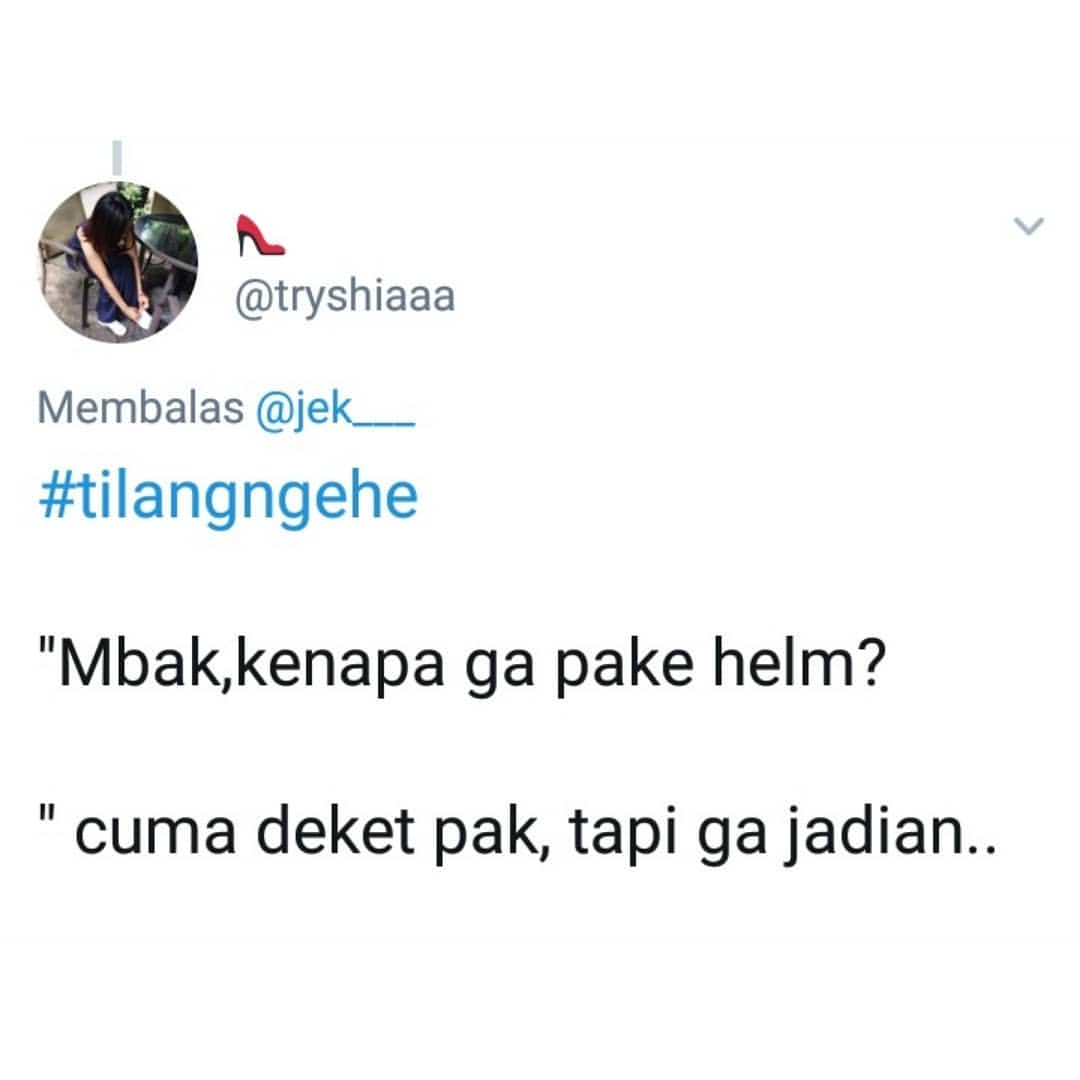 👠
@tryshiaaa
Membalas @jek___
#tilangngehe
"Mbak,kenapa ga pake helm?
" cuma deket pak, tapi ga jadian..